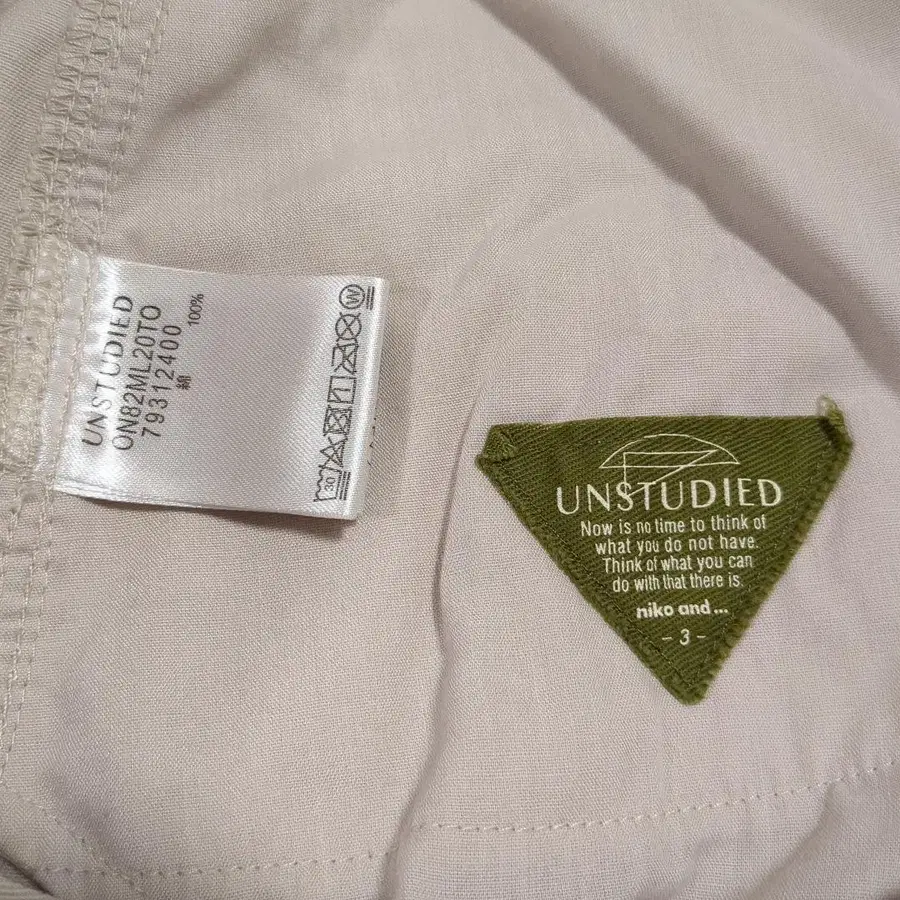 UNSTUDIED
ON82ML20TO
79312400
綿 100%
30
W
UNSTUDIED
Now is no time to think of
what you do not have.
Think of what you can
do with that there is.
niko and ...
- 3 -